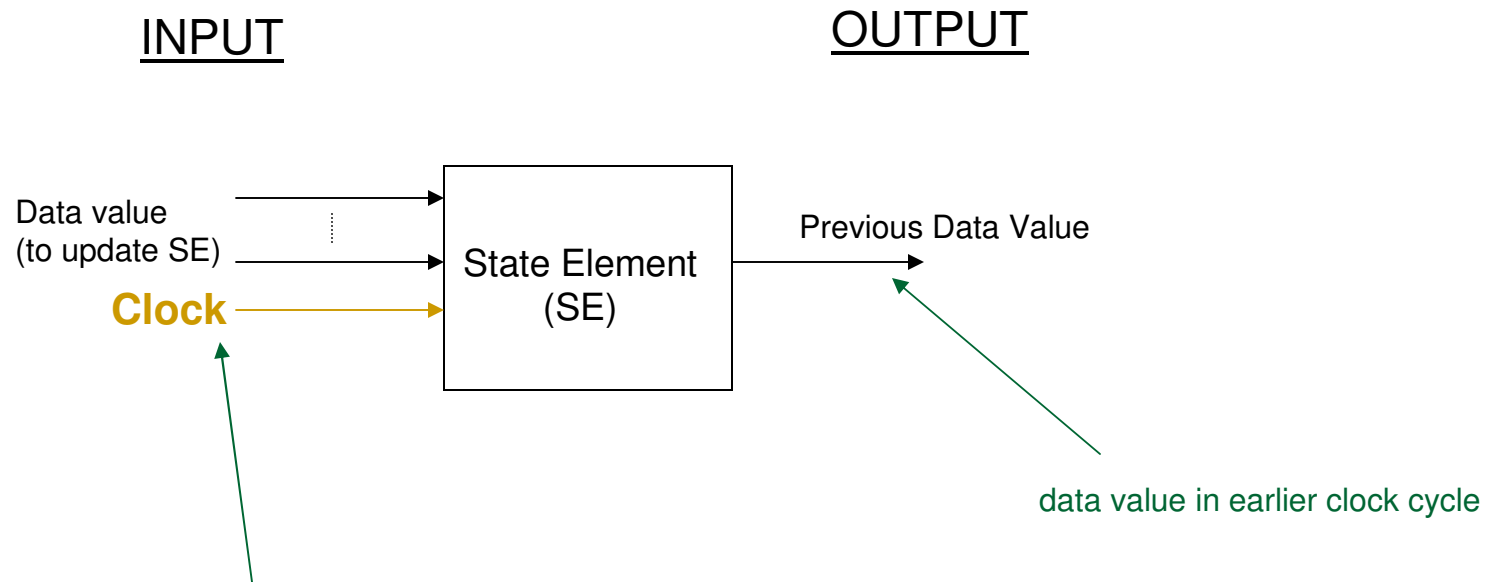 INPUT
OUTPUT
Data value
(to update SE)
Clock
State Element
(SE)
Previous Data Value
data value in earlier clock cycle